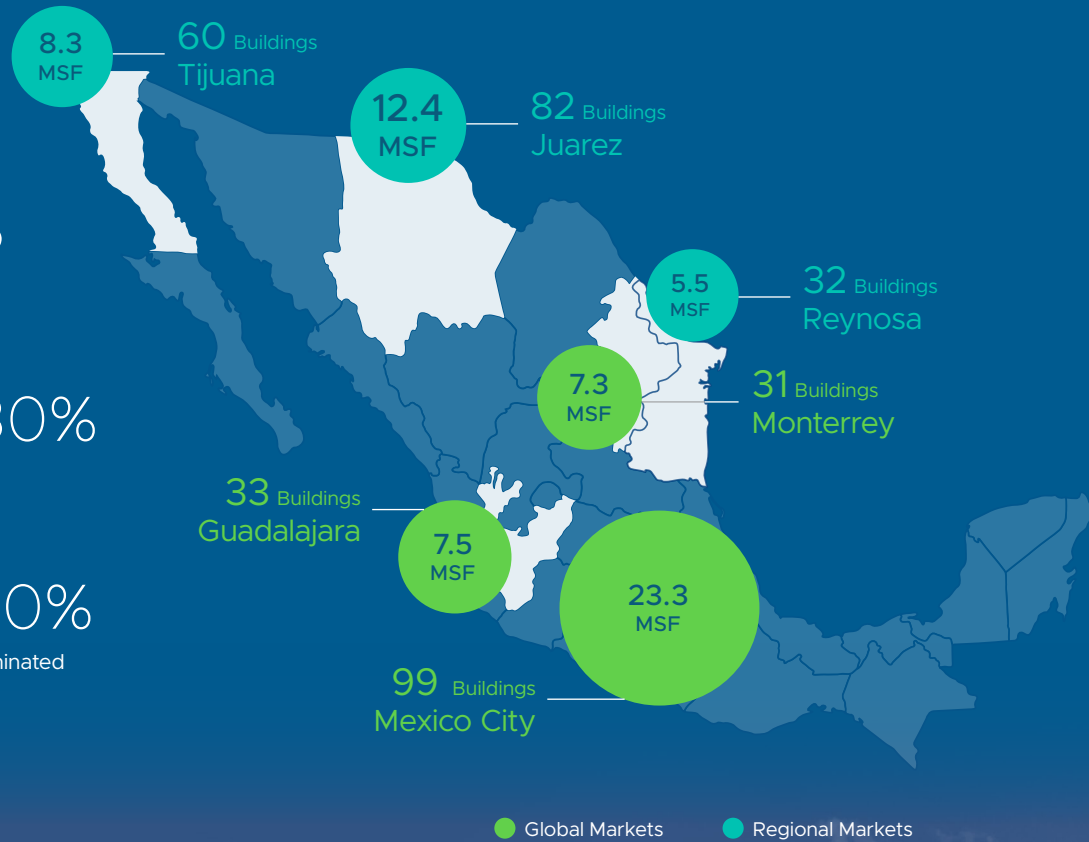 8.3
MSF
60 Buildings
Tijuana
12.4
MSF
82 Buildings
Juarez
5.5
MSF
32 Buildings
Reynosa
7.3
MSF
31 Buildings
Monterrey
33 Buildings
Guadalajara
7.5
MSF
23.3
MSF
99 Buildings
Mexico City
0%
0%
Global Markets
Regional Markets